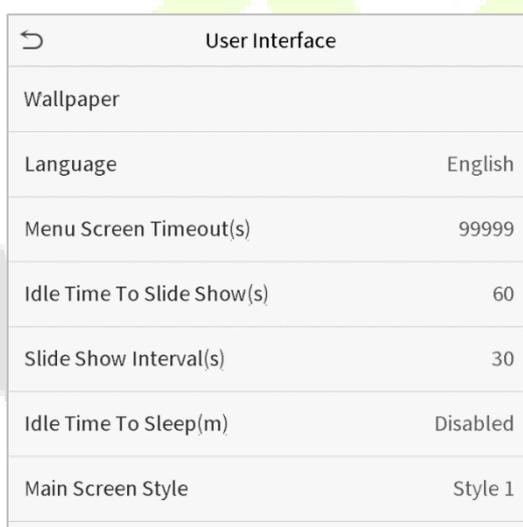 User Interface
Wallpaper
Language English
Menu Screen Timeout(s) 99999
Idle Time To Slide Show(s) 60
Slide Show Interval(s) 30
Idle Time To Sleep(m) Disabled
Main Screen Style Style 1